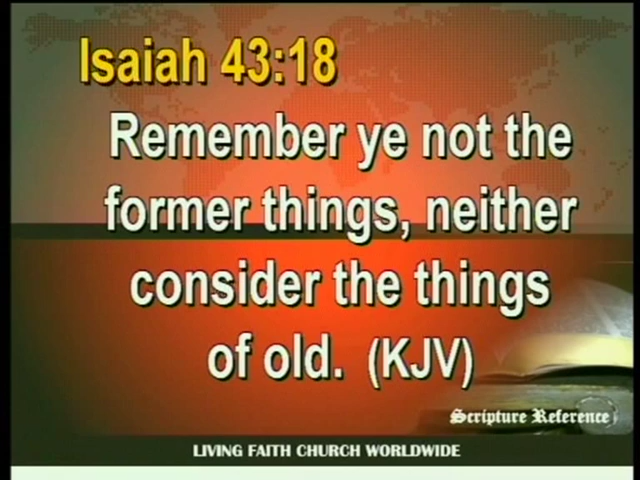 Isaiah 43:18
Remember ye not the
former things, neither
consider the things
of old. (KJV)
Scripture Reference
LIVING FAITH CHURCH WORLDWIDE